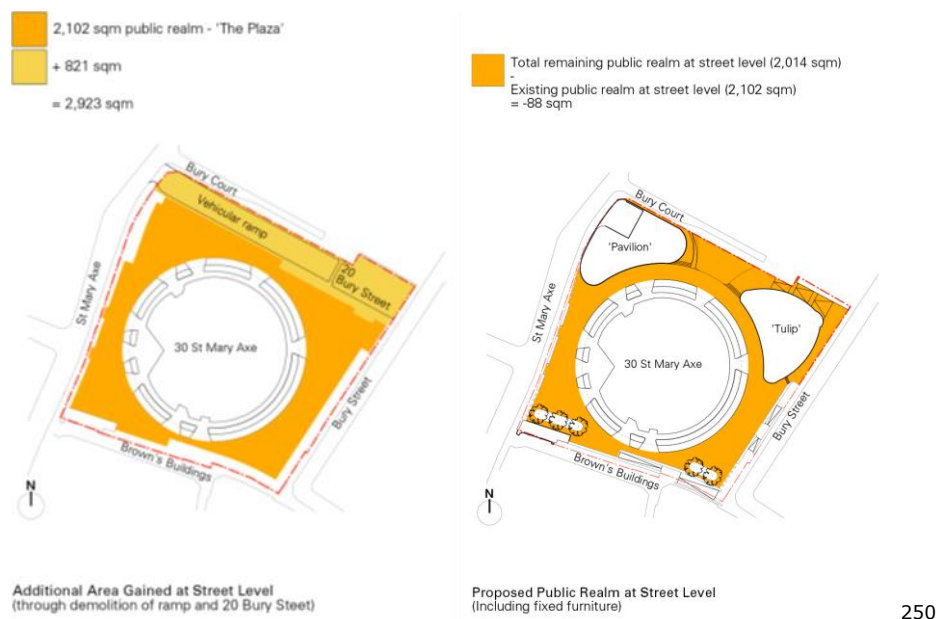 2,102 sqm public realm - 'The Plaza'
+ 821 sqm
= 2,923 sqm
Bury Court
Vehicular ramp
20
Bury Street
St Mary Axe
30 St Mary Axe
Bury Street
Brown's Buildings
N
Additional Area Gained at Street Level
(through demolition of ramp and 20 Bury Steet)
Total remaining public realm at street level (2,014 sqm)
-
Existing public realm at street level (2,102 sqm)
= -88 sqm
Bury Court
'Pavilion'
'Tulip'
St Mary Axe
30 St Mary Axe
Bury Street
Brown's Buildings
N
Proposed Public Realm at Street Level
(Including fixed furniture)
250